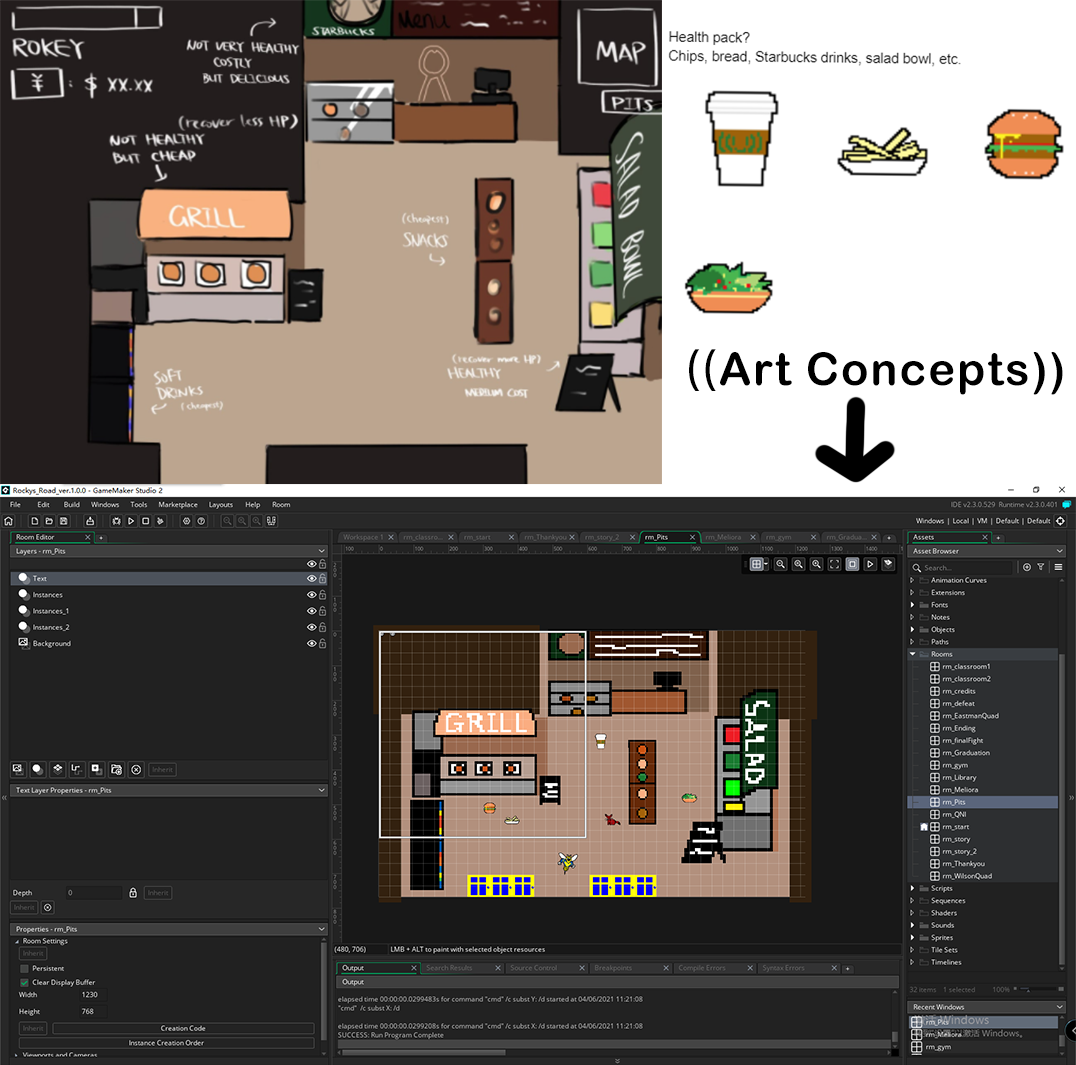 ROKEY
¥ : $ XX.XX
NOT VERY HEALTHY
COSTLY
BUT DELICIOUS
STARBUCKS
Menu
MAP
PITS
(recover less HP)
NOT HEALTHY
BUT CHEAP
GRILL
(cheapest)
SNACKS
SALAD BOWL
(recover more HP)
HEALTHY
MEDIUM COST
SOFT
DRINKS
(cheapest)
Health pack?
Chips, bread, Starbucks drinks, salad bowl, etc.
((Art Concepts))
Rockys_Road_ver.1.0.0 - GameMaker Studio 2
File Edit Build Windows Tools Marketplace Layouts Help Room
IDE v2.3.0.529 Runtime v2.3.0.401
Windows | Local | VM | Default | Default
Room Editor
Layers - rm_Pits
Text
Instances
Instances_1
Instances_2
Background
Inherit
Text Layer Properties - rm_Pits
Depth 0 Inherit
Inherit
Properties - rm_Pits
Room Settings
Inherit
Persistent
Clear Display Buffer
Width 1230
Height 768
Inherit Creation Code
Instance Creation Order
Viewports and Cameras
Workspace 1 rm_classro... rm_start rm_Thankyou rm_story_2 rm_Pits rm_Meliora rm_gym rm_Gradua...
GRILL
SALAD
(480, 706) LMB + ALT to paint with selected object resources
Output Search Results Source Control Breakpoints Compile Errors Syntax Errors
Output
elapsed time 00:00:00.0299483s for command "cmd" /c subst Y: /d started at 04/06/2021 11:21:08
"cmd" /c subst X: /d
elapsed time 00:00:00.0299208s for command "cmd" /c subst X: /d started at 04/06/2021 11:21:08
SUCCESS: Run Program Complete
Assets
Asset Browser
Search...
Animation Curves
Extensions
Fonts
Notes
Objects
Paths
Rooms
rm_classroom1
rm_classroom2
rm_credits
rm_defeat
rm_EastmanQuad
rm_Ending
rm_finalFight
rm_Graduation
rm_gym
rm_Library
rm_Meliora
rm_Pits
rm_QNI
rm_start
rm_story
rm_story_2
rm_Thankyou
rm_WilsonQuad
Scripts
Sequences
Shaders
Sounds
Sprites
Tile Sets
Timelines
32 items 1 selected 100%
Recent Windows
rm_Pits
rm_Meliora
rm_gym